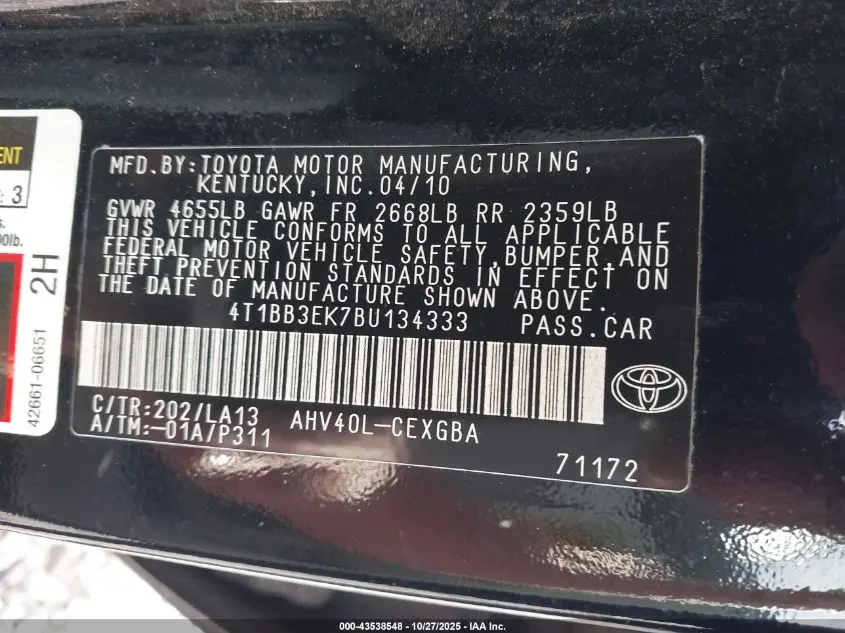 ENT
: 3
s.
00lb.
2H
42661-06651
MFD.BY:TOYOTA MOTOR MANUFACTURING,
KENTUCKY,INC.04/10
GVWR 4655LB GAWR FR 2668LB RR 2359LB
THIS VEHICLE CONFORMS TO ALL APPLICABLE
FEDERAL MOTOR VEHICLE SAFETY,BUMPER,AND
THEFT PREVENTION STANDARDS IN EFFECT ON
THE DATE OF MANUFACTURE SHOWN ABOVE.
4T1BB3EK7BU134333 PASS.CAR
C/TR:202/LA13 AHV40L-CEXGBA
A/TM:-01A/P311
71172
000-43538548 - 10/27/2025 - IAA Inc.